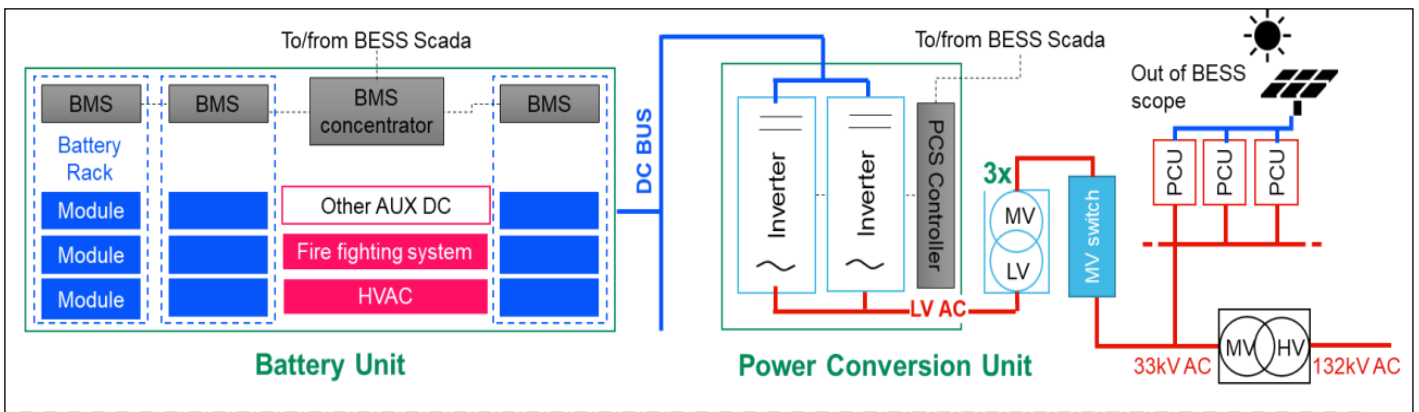 To/from BESS Scada
BMS
BMS
BMS
concentrator
BMS
Battery
Rack
Module
Module
Module
Other AUX DC
Fire fighting system
HVAC
Battery Unit
DC BUS
To/from BESS Scada
Inverter
Inverter
PCS Controller
LV AC
Power Conversion Unit
3x
MV
LV
MV switch
Out of BESS
scope
PCU
PCU
PCU
33kV AC
MV
HV
132kV AC